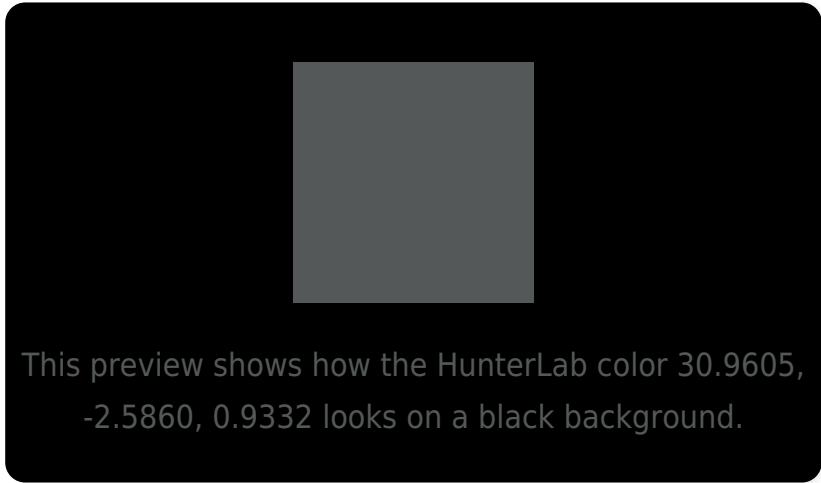 This preview shows how the HunterLab color 30.9605,
-2.5860, 0.9332 looks on a black background.